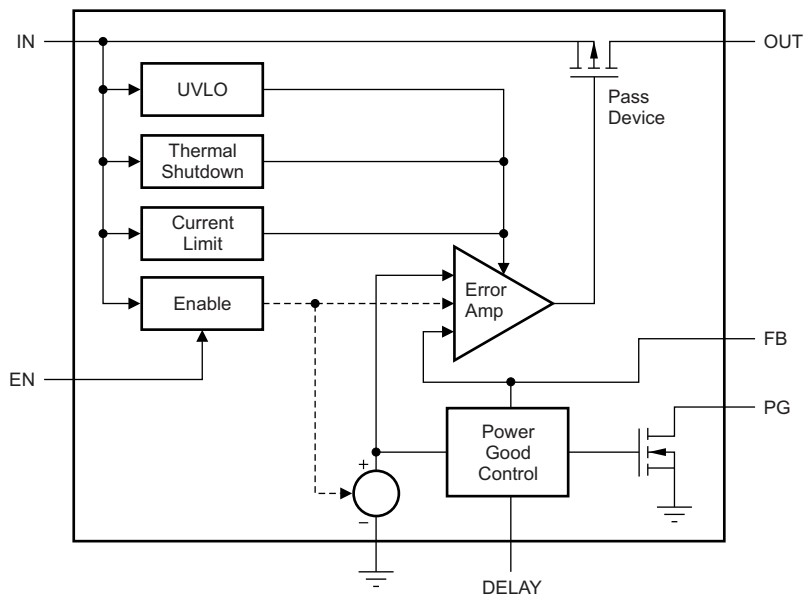 IN
OUT
UVLO
Pass
Device
Thermal
Shutdown
Current
Limit
Enable
Error
Amp
FB
EN
PG
Power
Good
Control
+
−
DELAY